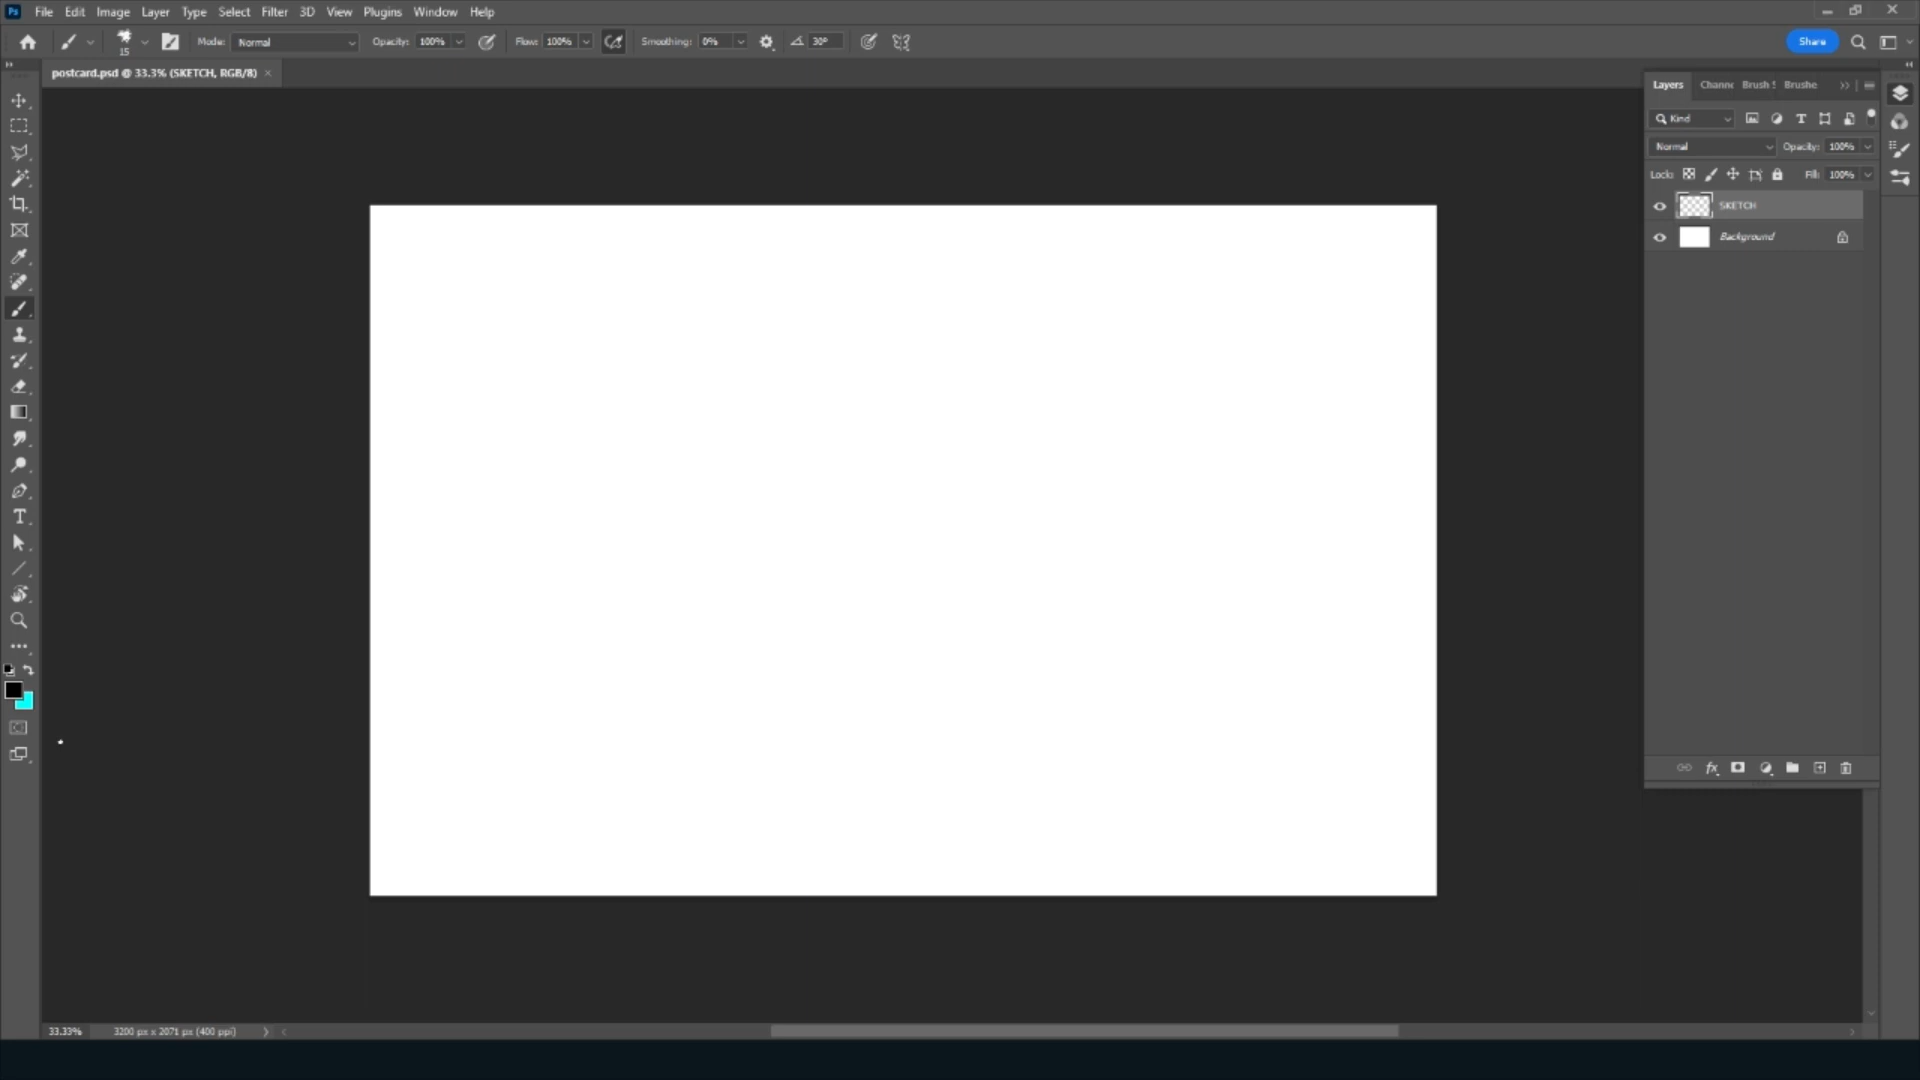 Ps File Edit Image Layer Type Select Filter 3D View Plugins Window Help
15 Mode: Normal Opacity: 100% Flow: 100% Smoothing: 0% 30° Share
postcard.psd @ 33.3% (SKETCH, RGB/8) ×
Layers Channe Brush S Brushe
Kind
Normal Opacity: 100%
Lock: Fill: 100%
SKETCH
Background
fx
33.33% 3200 px x 2071 px (400 ppi)